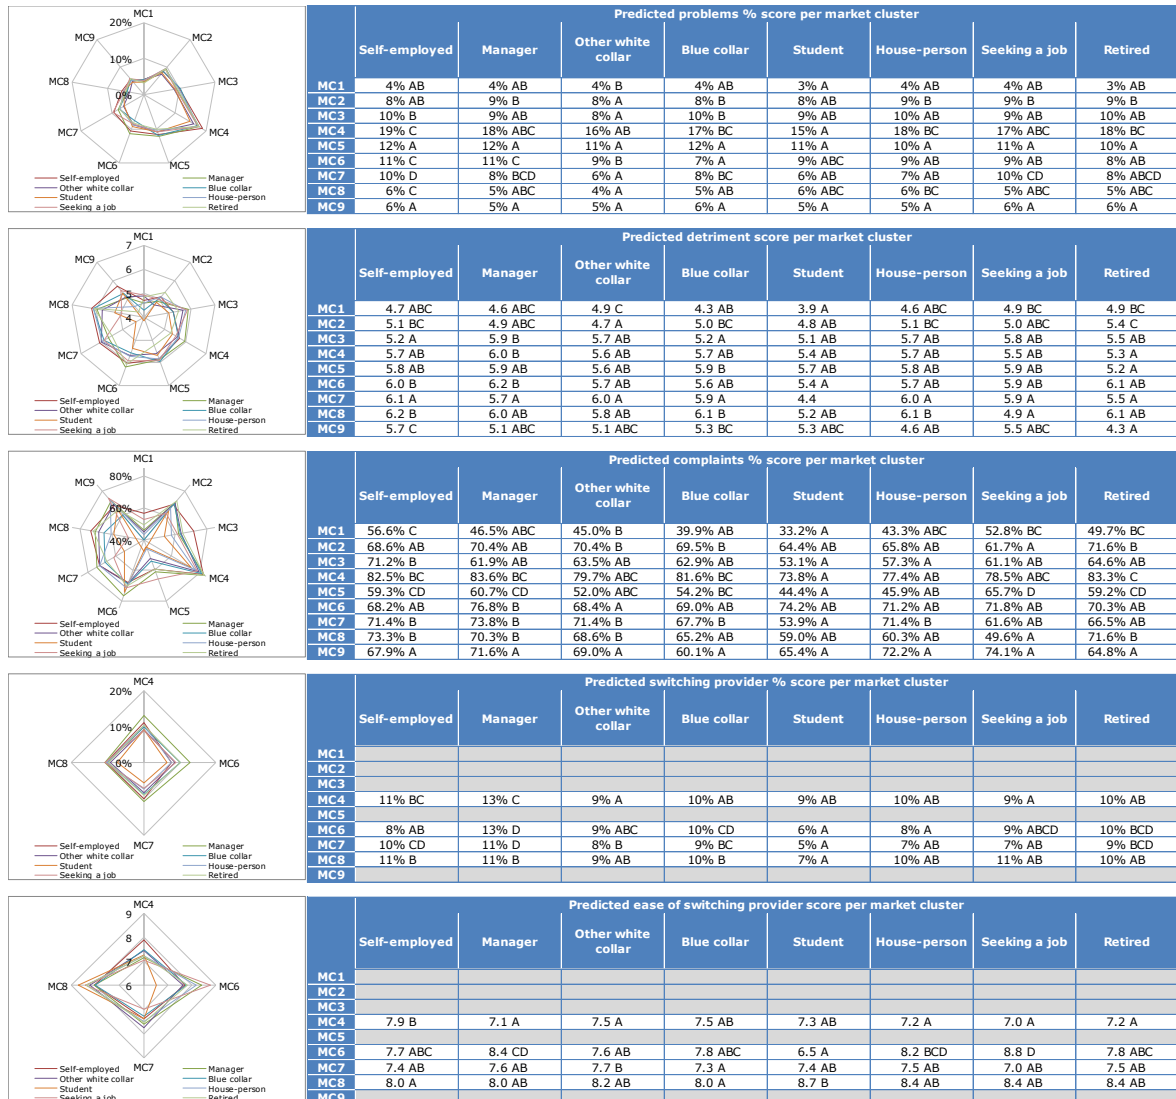 MC1
20%
MC9
MC2
10%
MC8
MC3
0%
MC7
MC4
MC6
MC5
Self-employed
Manager
Other white collar
Blue collar
Student
House-person
Seeking a job
Retired
Predicted problems % score per market cluster
Self-employed Manager Other white collar Blue collar Student House-person Seeking a job Retired
MC1 4% AB 4% AB 4% B 4% AB 3% A 4% AB 4% AB 3% AB
MC2 8% AB 9% B 8% A 8% B 8% AB 9% B 9% B 9% B
MC3 10% B 9% AB 8% A 10% B 9% AB 10% AB 9% AB 10% AB
MC4 19% C 18% ABC 16% AB 17% BC 15% A 18% BC 17% ABC 18% BC
MC5 12% A 12% A 11% A 12% A 11% A 10% A 11% A 10% A
MC6 11% C 11% C 9% B 7% A 9% ABC 9% AB 9% AB 8% AB
MC7 10% D 8% BCD 6% A 8% BC 6% AB 7% AB 10% CD 8% ABCD
MC8 6% C 5% ABC 4% A 5% AB 6% ABC 6% BC 5% ABC 5% ABC
MC9 6% A 5% A 5% A 6% A 5% A 5% A 6% A 6% A
MC1
7
MC9
MC2
6
5
MC8
MC3
4
MC7
MC4
MC6
MC5
Self-employed
Manager
Other white collar
Blue collar
Student
House-person
Seeking a job
Retired
Predicted detriment score per market cluster
Self-employed Manager Other white collar Blue collar Student House-person Seeking a job Retired
MC1 4.7 ABC 4.6 ABC 4.9 C 4.3 AB 3.9 A 4.6 ABC 4.9 BC 4.9 BC
MC2 5.1 BC 4.9 ABC 4.7 A 5.0 BC 4.8 AB 5.1 BC 5.0 ABC 5.4 C
MC3 5.2 A 5.9 B 5.7 AB 5.2 A 5.1 AB 5.7 AB 5.8 AB 5.5 AB
MC4 5.7 AB 6.0 B 5.6 AB 5.7 AB 5.4 AB 5.7 AB 5.5 AB 5.3 A
MC5 5.8 AB 5.9 AB 5.6 AB 5.9 B 5.7 AB 5.8 AB 5.9 AB 5.2 A
MC6 6.0 B 6.2 B 5.7 AB 5.6 AB 5.4 A 5.7 AB 5.9 AB 6.1 AB
MC7 6.1 A 5.7 A 6.0 A 5.9 A 4.4 6.0 A 5.9 A 5.5 A
MC8 6.2 B 6.0 AB 5.8 AB 6.1 B 5.2 AB 6.1 B 4.9 A 6.1 AB
MC9 5.7 C 5.1 ABC 5.1 ABC 5.3 BC 5.3 ABC 4.6 AB 5.5 ABC 4.3 A
MC1
80%
MC9
MC2
60%
MC8
MC3
40%
MC7
MC4
MC6
MC5
Self-employed
Manager
Other white collar
Blue collar
Student
House-person
Seeking a job
Retired
Predicted complaints % score per market cluster
Self-employed Manager Other white collar Blue collar Student House-person Seeking a job Retired
MC1 56.6% C 46.5% ABC 45.0% B 39.9% AB 33.2% A 43.3% ABC 52.8% BC 49.7% BC
MC2 68.6% AB 70.4% AB 70.4% B 69.5% B 64.4% AB 65.8% AB 61.7% A 71.6% B
MC3 71.2% B 61.9% AB 63.5% AB 62.9% AB 53.1% A 57.3% A 61.1% AB 64.6% AB
MC4 82.5% BC 83.6% BC 79.7% ABC 81.6% BC 73.8% A 77.4% AB 78.5% ABC 83.3% C
MC5 59.3% CD 60.7% CD 52.0% ABC 54.2% BC 44.4% A 45.9% AB 65.7% D 59.2% CD
MC6 68.2% AB 76.8% B 68.4% A 69.0% AB 74.2% AB 71.2% AB 71.8% AB 70.3% AB
MC7 71.4% B 73.8% B 71.4% B 67.7% B 53.9% A 71.4% B 61.6% AB 66.5% AB
MC8 73.3% B 70.3% B 68.6% B 65.2% AB 59.0% AB 60.3% AB 49.6% A 71.6% B
MC9 67.9% A 71.6% A 69.0% A 60.1% A 65.4% A 72.2% A 74.1% A 64.8% A
MC4
20%
10%
MC8
0%
MC6
MC7
Self-employed
Manager
Other white collar
Blue collar
Student
House-person
Seeking a job
Retired
Predicted switching provider % score per market cluster
Self-employed Manager Other white collar Blue collar Student House-person Seeking a job Retired
MC1
MC2
MC3
MC4 11% BC 13% C 9% A 10% AB 9% AB 10% AB 9% A 10% AB
MC5
MC6 8% AB 13% D 9% ABC 10% CD 6% A 8% A 9% ABCD 10% BCD
MC7 10% CD 11% D 8% B 9% BC 5% A 7% AB 7% AB 9% BCD
MC8 11% B 11% B 9% AB 10% B 7% A 10% AB 11% AB 10% AB
MC9
MC4
9
8
7
MC8
6
MC6
MC7
Self-employed
Manager
Other white collar
Blue collar
Student
House-person
Seeking a job
Retired
Predicted ease of switching provider score per market cluster
Self-employed Manager Other white collar Blue collar Student House-person Seeking a job Retired
MC1
MC2
MC3
MC4 7.9 B 7.1 A 7.5 A 7.5 AB 7.3 AB 7.2 A 7.0 A 7.2 A
MC5
MC6 7.7 ABC 8.4 CD 7.6 AB 7.8 ABC 6.5 A 8.2 BCD 8.8 D 7.8 ABC
MC7 7.4 AB 7.6 AB 7.7 B 7.3 A 7.4 AB 7.5 AB 7.0 AB 7.5 AB
MC8 8.0 A 8.0 AB 8.2 AB 8.0 A 8.7 B 8.4 AB 8.4 AB 8.4 AB
MC9